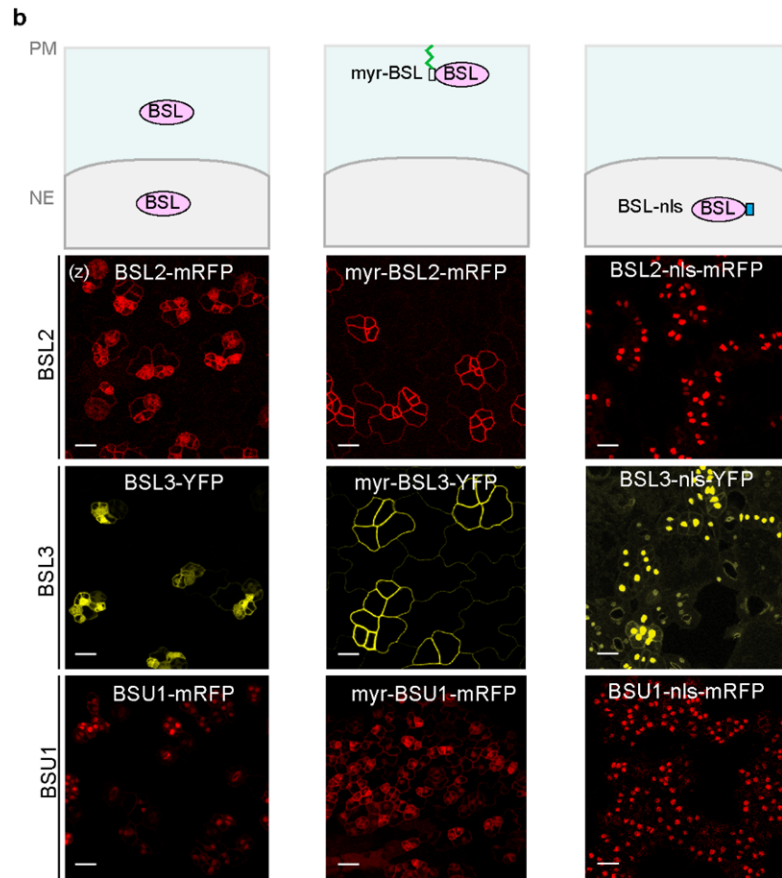 b
PM
NE
BSL
BSL
myr-BSL
BSL
BSL-nls
BSL
BSL2
(z)
BSL2-mRFP
myr-BSL2-mRFP
BSL2-nls-mRFP
BSL3
BSL3-YFP
myr-BSL3-YFP
BSL3-nls-YFP
BSU1
BSU1-mRFP
myr-BSU1-mRFP
BSU1-nls-mRFP